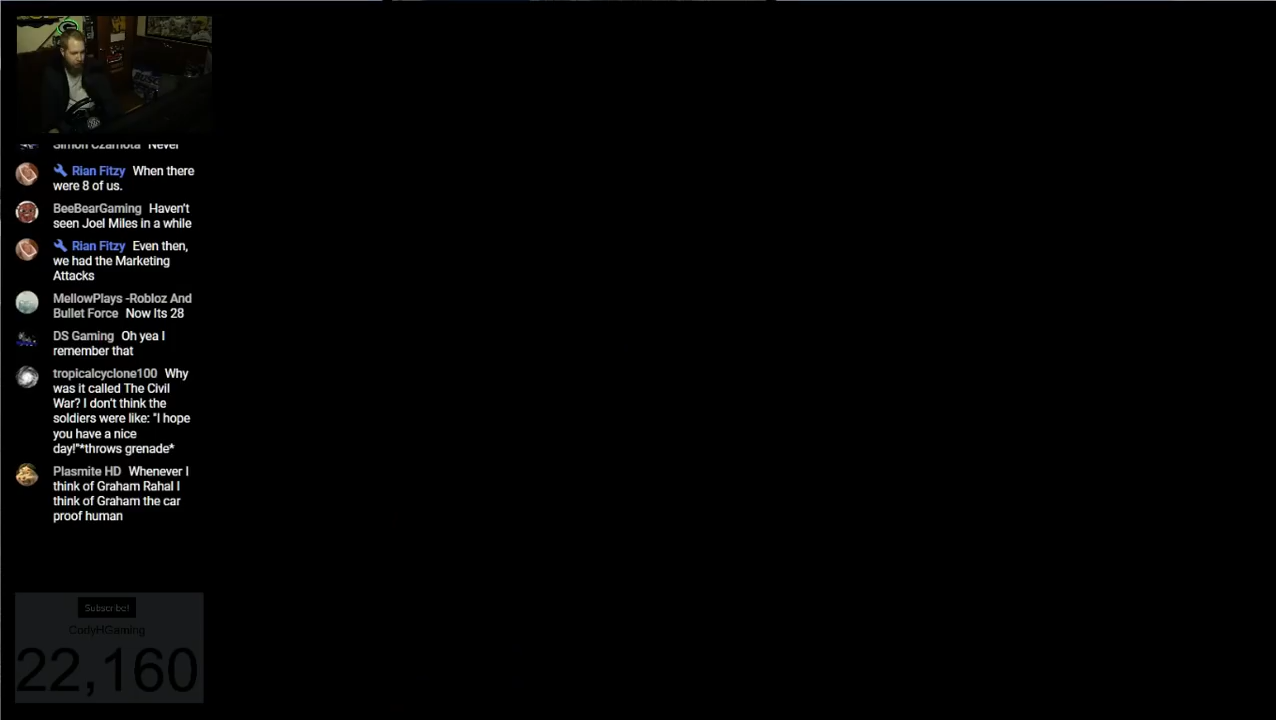 Simon Czarnota Never
Rian Fitzy When there
were 8 of us.
BeeBearGaming Haven't
seen Joel Miles in a while
Rian Fitzy Even then,
we had the Marketing
Attacks
MellowPlays -Robloz And
Bullet Force Now Its 28
DS Gaming Oh yea I
remember that
tropicalcyclone100 Why
was it called The Civil
War? I don't think the
soldiers were like: "I hope
you have a nice
day!"*throws grenade*
Plasmite HD Whenever I
think of Graham Rahal I
think of Graham the car
proof human
Subscribe!
CodyHGaming
22,160